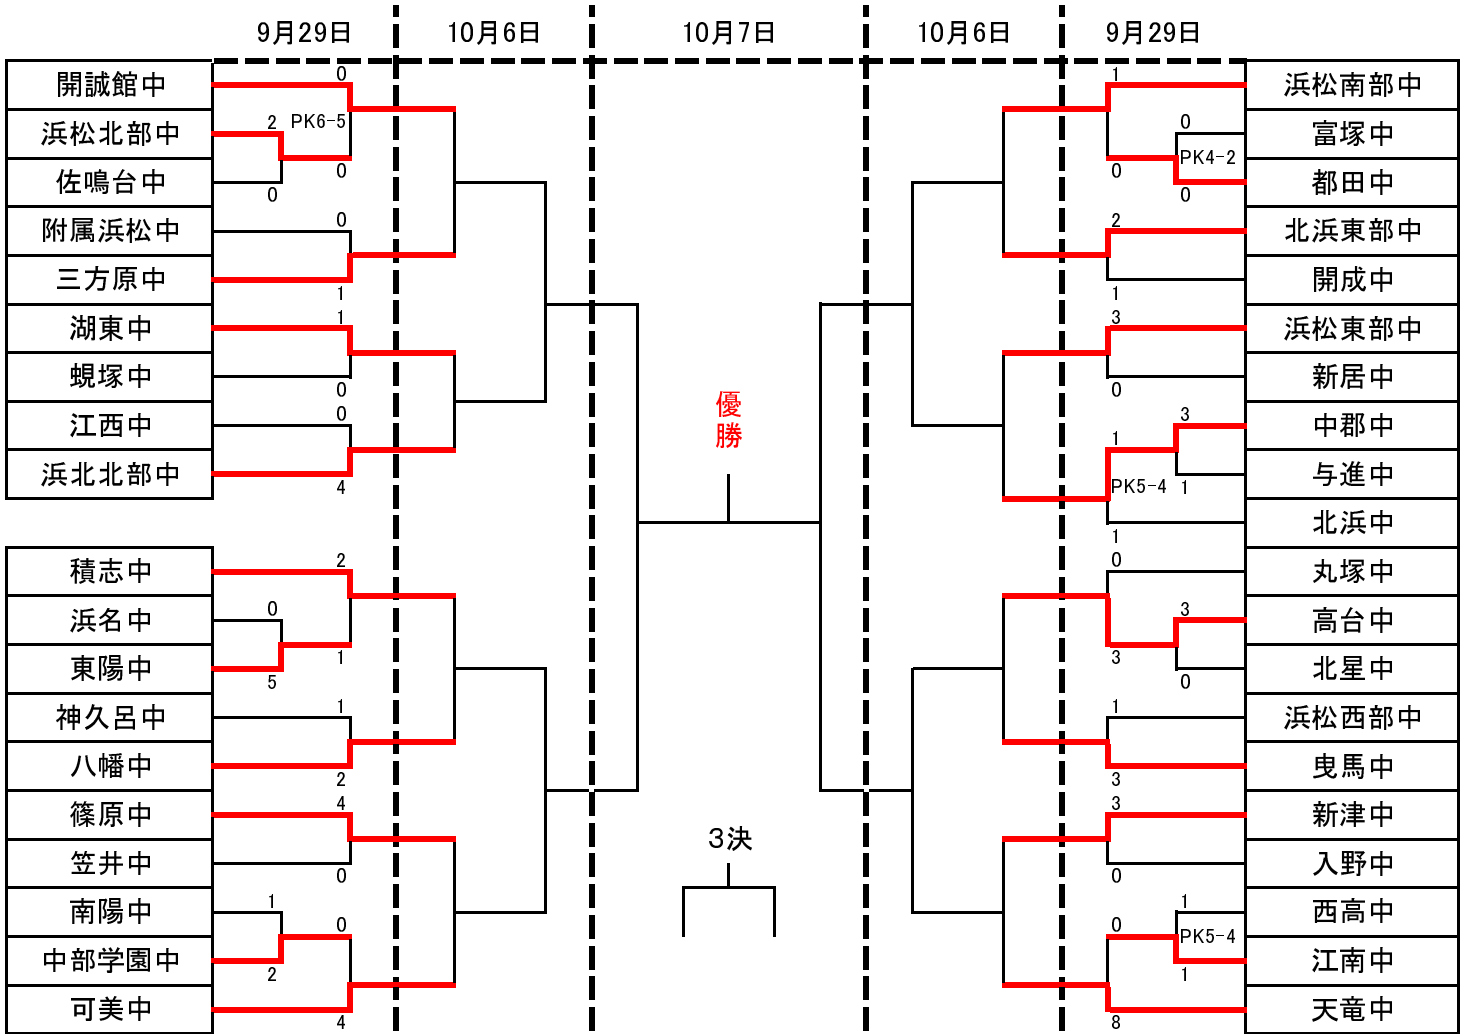 9月29日 10月6日 10月7日 10月6日 9月29日
開誠館中 0 1 浜松南部中
浜松北部中 2 PK6-5 0 富塚中
0 0 PK4-2
佐鳴台中 0 0 都田中
附属浜松中 0 2 北浜東部中
三方原中 1 1 開成中
湖東中 1 3 浜松東部中
蜆塚中 0 0 新居中
優
勝
江西中 0 3 中郡中
1
浜北北部中 4 PK5-4 1 与進中
北浜中
1
積志中 2 0 丸塚中
浜名中 0 3 高台中
東陽中 5 1 3 0 北星中
神久呂中 1 1 浜松西部中
八幡中 2 3 曳馬中
篠原中 4 3 新津中
3決
笠井中 0 0 入野中
南陽中 1 1 西高中
0 0 PK5-4
中部学園中 2 1 江南中
可美中 4 8 天竜中